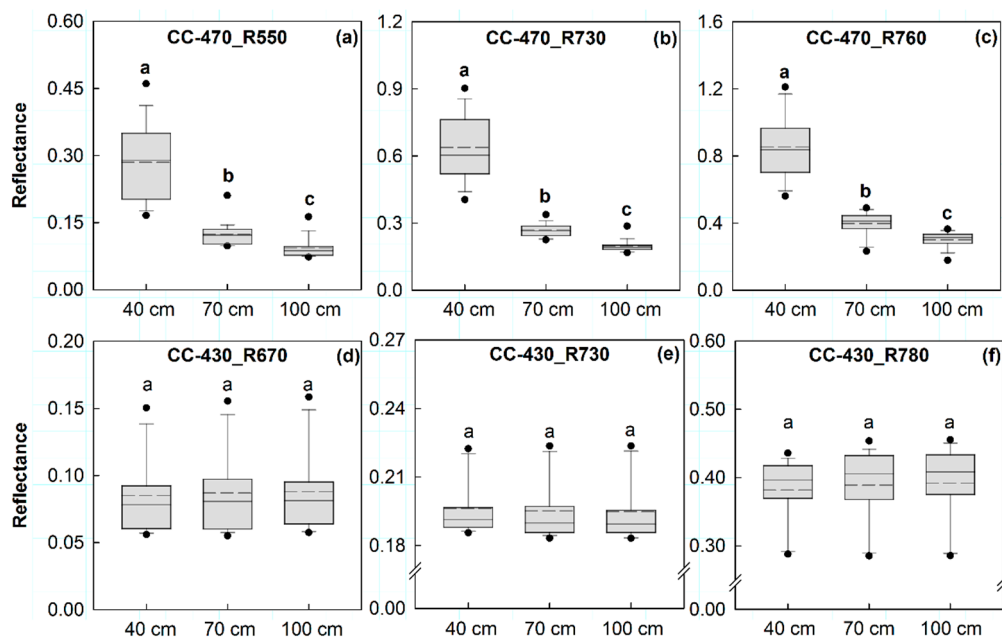 CC-470_R550 (a)
0.60
0.45
0.30
0.15
0.00
Reflectance
a
b
c
40 cm 70 cm 100 cm
CC-470_R730 (b)
1.2
0.9
0.6
0.3
0.0
a
b
c
40 cm 70 cm 100 cm
CC-470_R760 (c)
1.6
1.2
0.8
0.4
0.0
a
b
c
40 cm 70 cm 100 cm
CC-430_R670 (d)
0.20
0.15
0.10
0.05
0.00
Reflectance
a a a
40 cm 70 cm 100 cm
CC-430_R730 (e)
0.27
0.24
0.21
0.18
0.00
a a a
40 cm 70 cm 100 cm
CC-430_R780 (f)
0.60
0.50
0.40
0.30
0.00
a a a
40 cm 70 cm 100 cm